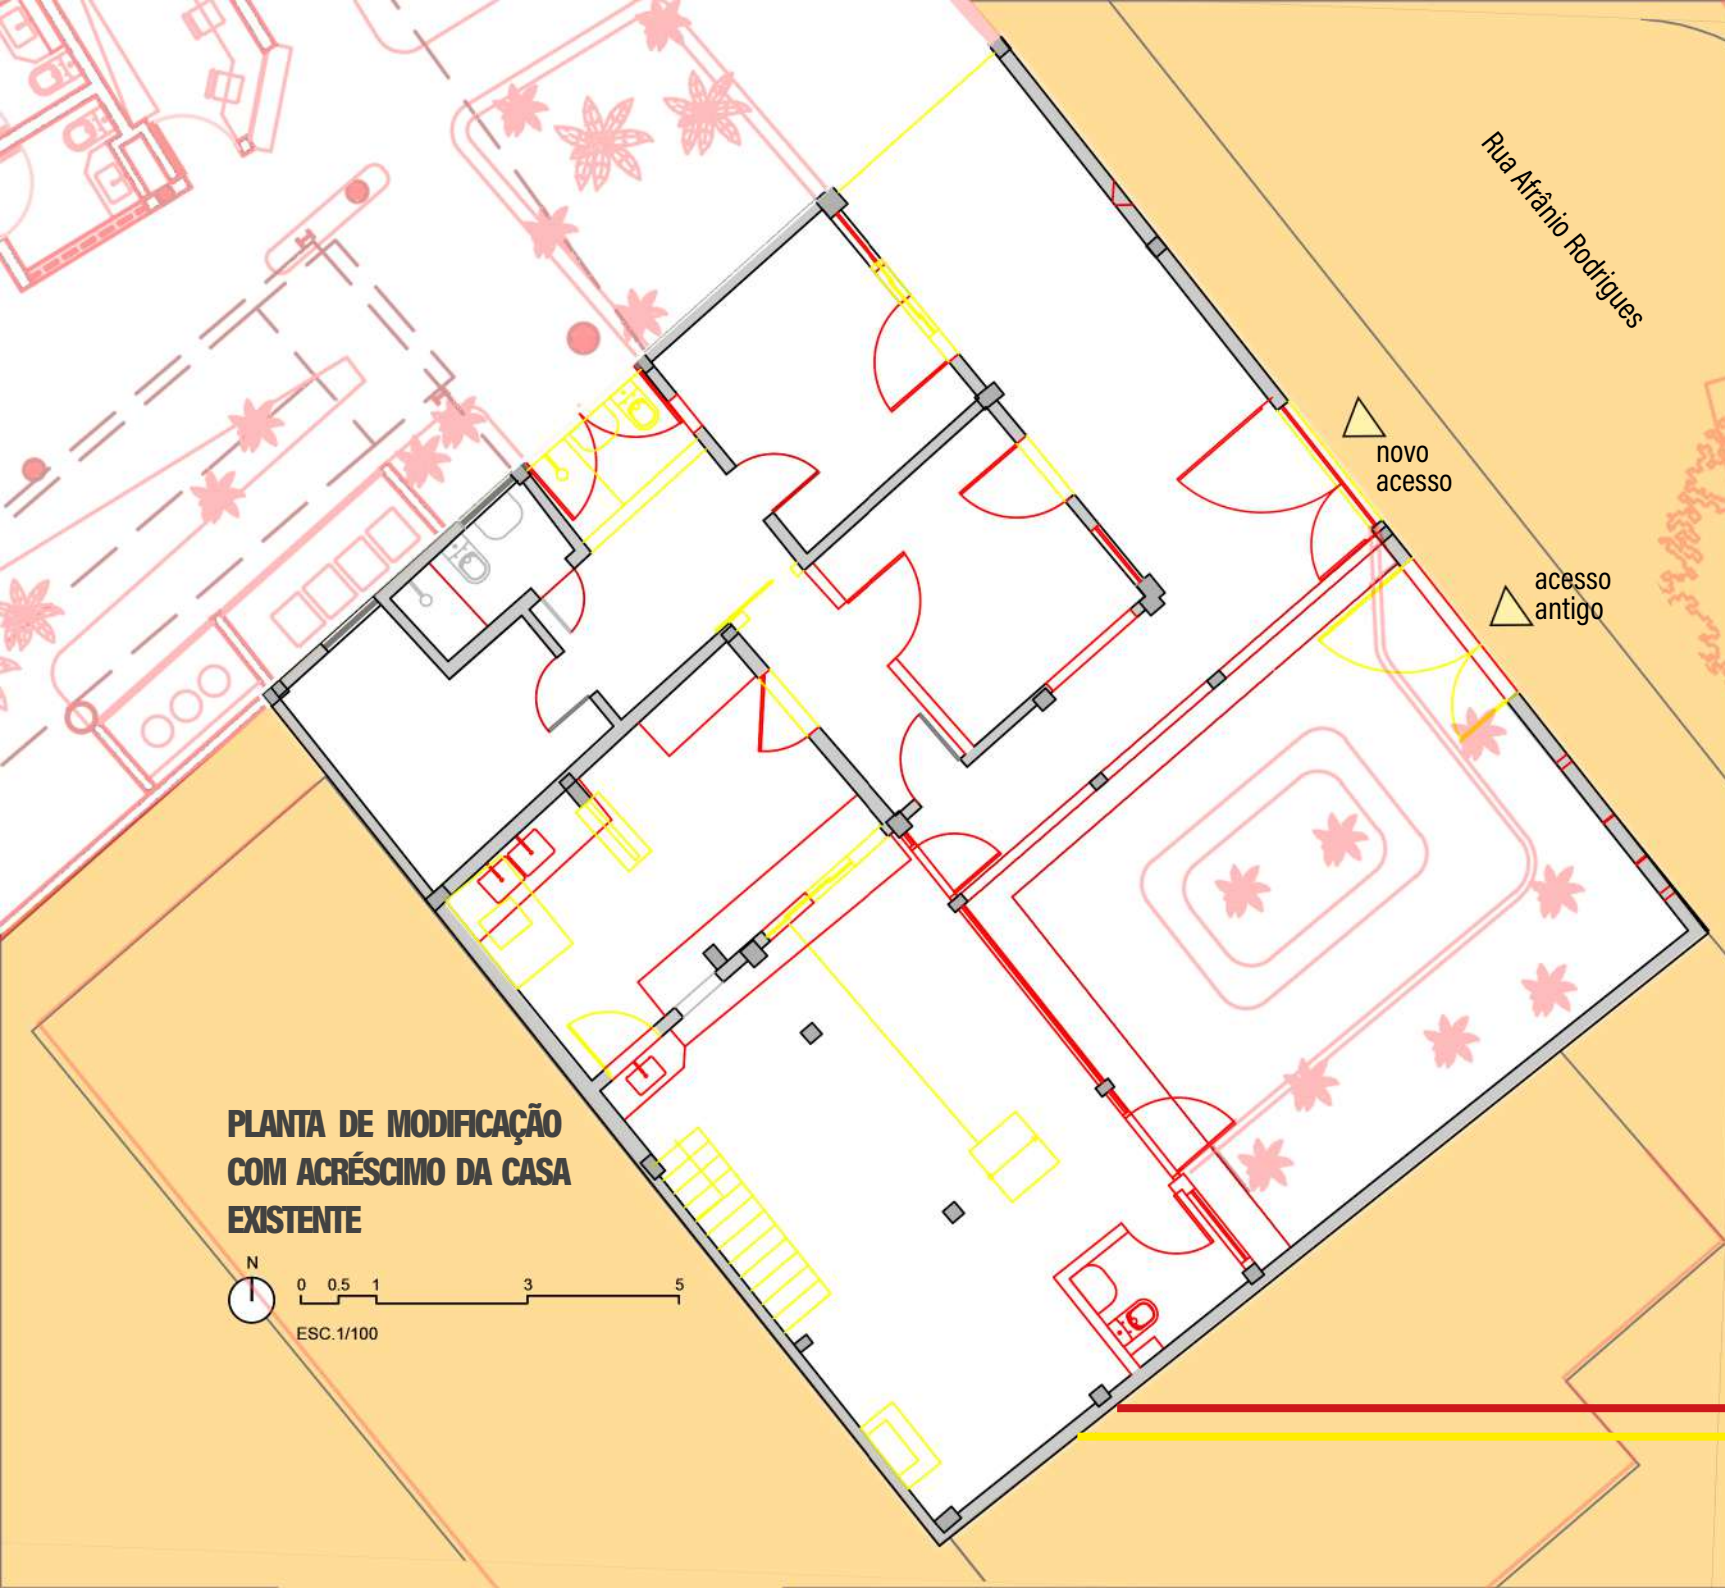 Rua Afrânio Rodrigues
novo
acesso
acesso
antigo
PLANTA DE MODIFICAÇÃO
COM ACRÉSCIMO DA CASA
EXISTENTE
N
0 0.5 1 3 5
ESC.1/100